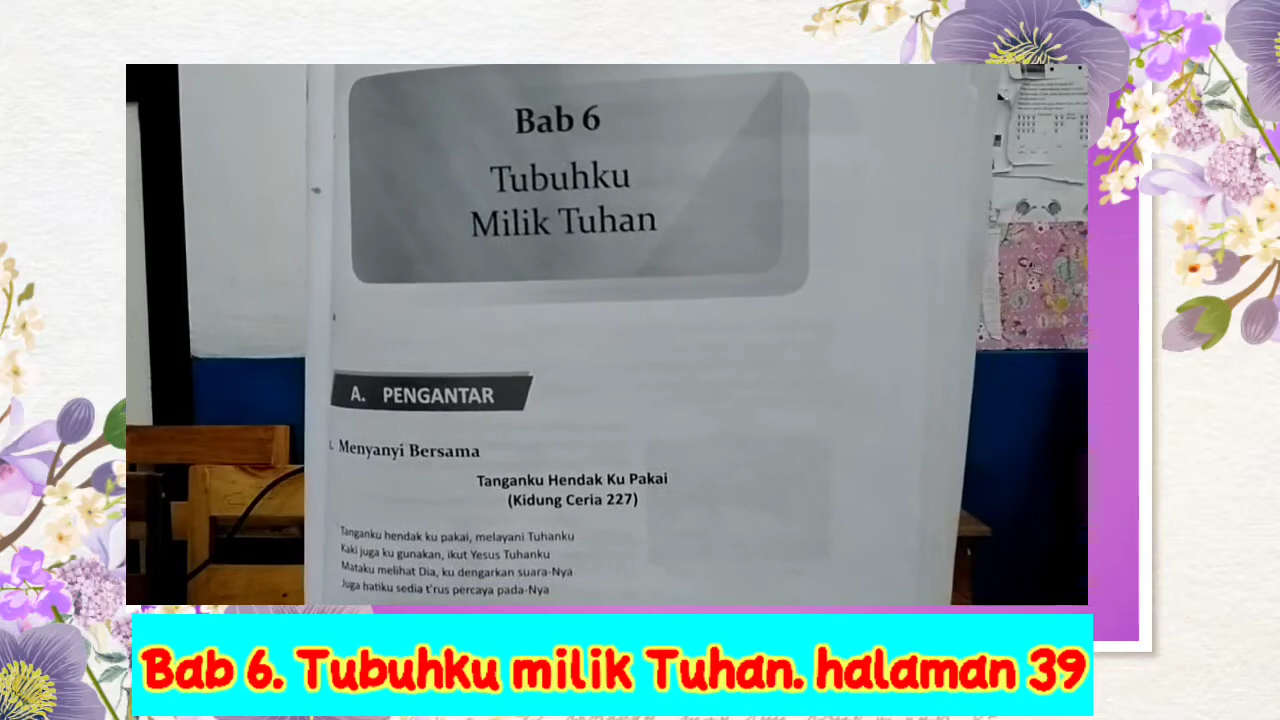 Bab 6
Tubuhku
Milik Tuhan
A. PENGANTAR
Menyanyi Bersama
Tanganku Hendak Ku Pakai
(Kidung Ceria 227)
Tanganku hendak ku pakai, melayani Tuhanku
Kaki juga ku gunakan, ikut Yesus Tuhanku
Mataku melihat Dia, ku dengarkan suara-Nya
Juga hatiku sedia t'rus percaya pada-Nya
Bab 6. Tubuhku milik Tuhan. halaman 39